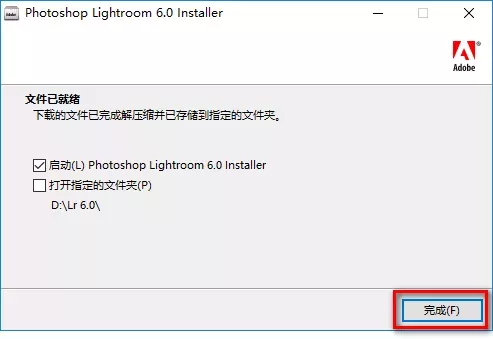 Photoshop Lightroom 6.0 Installer
Adobe
文件已就绪
下载的文件已完成解压缩并已存储到指定的文件夹。
启动(L) Photoshop Lightroom 6.0 Installer
打开指定的文件夹(P)
D:\Lr 6.0\
完成(F)